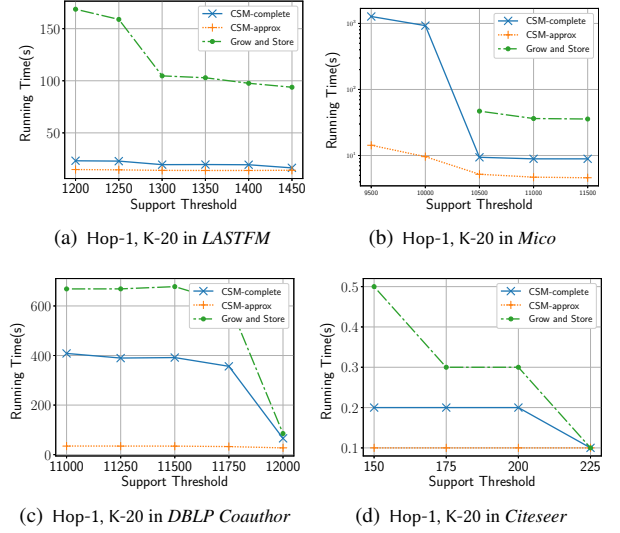 150
100
50
Running Time(s)
CSM-complete
CSM-approx
Grow and Store
1200 1250 1300 1350 1400 1450
Support Threshold
(a) Hop-1, K-20 in LASTFM
10³
10²
10¹
Running Time(s)
CSM-complete
CSM-approx
Grow and Store
9500 10000 10500 11000 11500
Support Threshold
(b) Hop-1, K-20 in Mico
600
400
200
0
Running Time(s)
CSM-complete
CSM-approx
Grow and Store
11000 11250 11500 11750 12000
Support Threshold
(c) Hop-1, K-20 in DBLP Coauthor
0.5
0.4
0.3
0.2
0.1
Running Time(s)
CSM-complete
CSM-approx
Grow and Store
150 175 200 225
Support Threshold
(d) Hop-1, K-20 in Citeseer